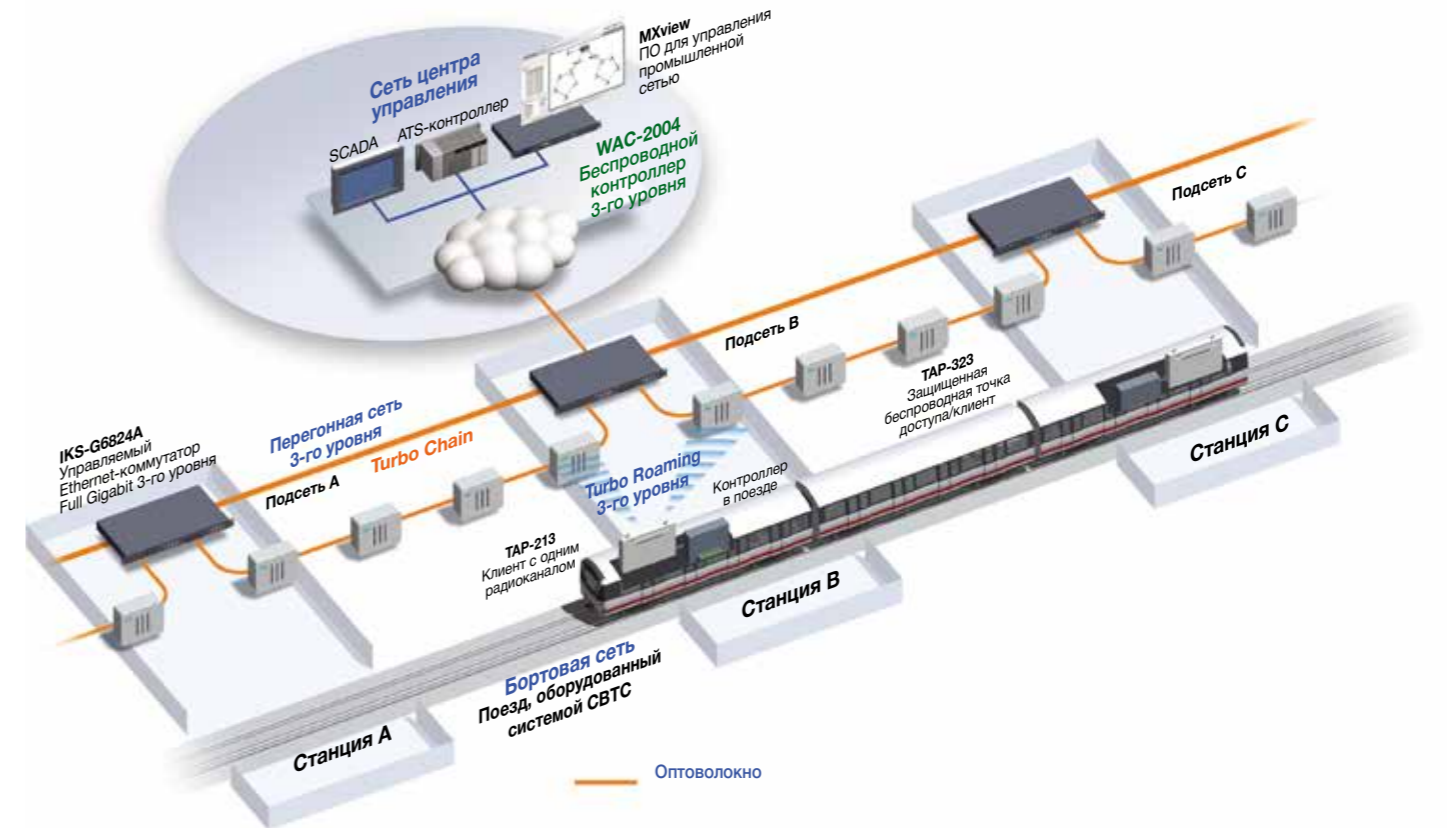 MXview
ПО для управления
промышленной
сетью
Сеть центра
управления
ATS-контроллер
SCADA
WAC-2004
Беспроводной
контроллер
3-го уровня
Подсеть C
Подсеть B
TAP-323
Защищенная
беспроводная точка
доступа/клиент
Перегонная сеть
3-го уровня
Turbo Chain
IKS-G6824A
Управляемый
Ethernet-коммутатор
Full Gigabit 3-го уровня
Подсеть A
Turbo Roaming
3-го уровня
Контроллер
в поезде
TAP-213
Клиент с одним
радиоканалом
Станция C
Станция B
Бортовая сеть
Поезд, оборудованный
системой CBTC
Станция A
Оптоволокно